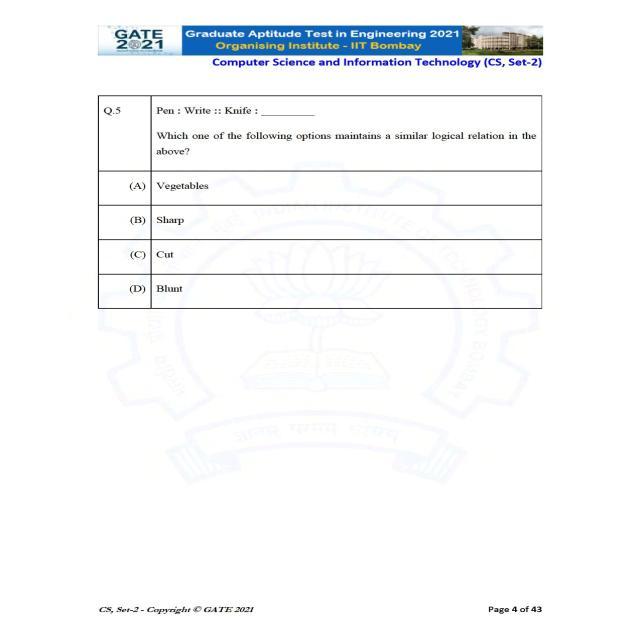 GATE
2021
Graduate Aptitude Test in Engineering 2021
Organising Institute - IIT Bombay
Computer Science and Information Technology (CS, Set-2)
Q.5
Pen : Write :: Knife : _________
Which one of the following options maintains a similar logical relation in the
above?
(A) Vegetables
(B) Sharp
(C) Cut
(D) Blunt
CS, Set-2 - Copyright © GATE 2021
Page 4 of 43